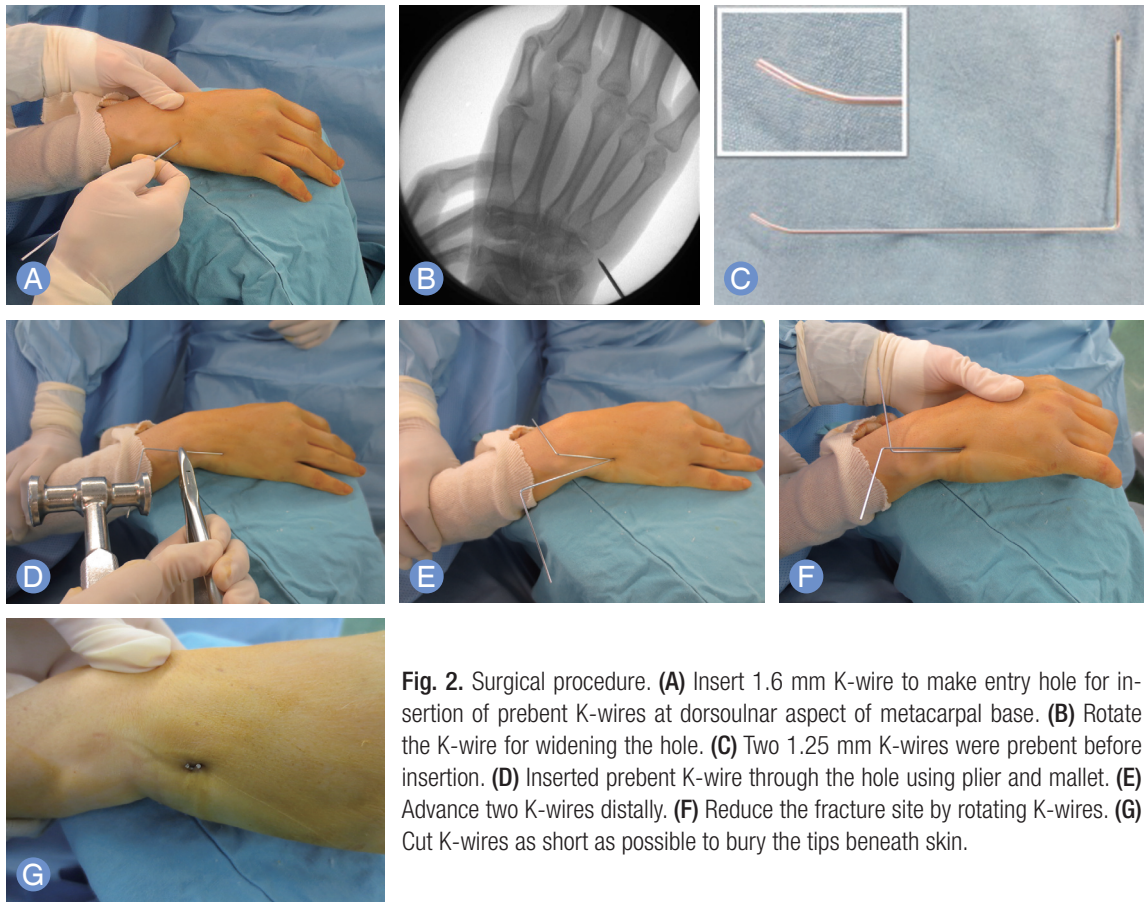 A
B
C
D
E
F
G
Fig. 2. Surgical procedure. (A) Insert 1.6 mm K-wire to make entry hole for in-
sertion of prebent K-wires at dorsoulnar aspect of metacarpal base. (B) Rotate
the K-wire for widening the hole. (C) Two 1.25 mm K-wires were prebent before
insertion. (D) Inserted prebent K-wire through the hole using plier and mallet. (E)
Advance two K-wires distally. (F) Reduce the fracture site by rotating K-wires. (G)
Cut K-wires as short as possible to bury the tips beneath skin.